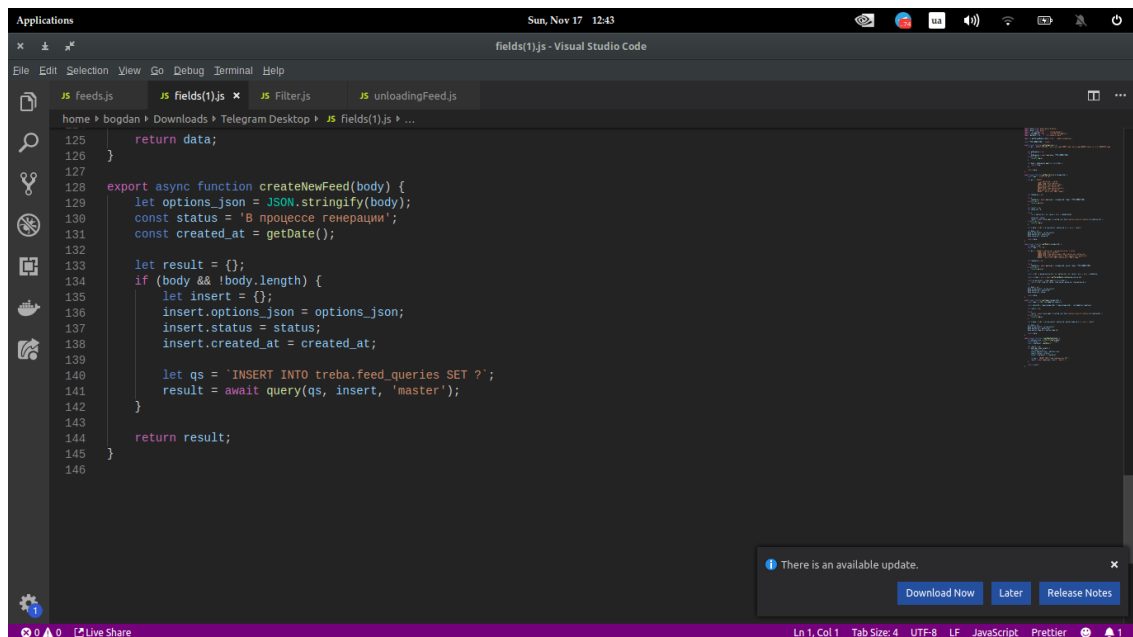 Applications
Sun, Nov 17 12:43
ua
fields(1).js - Visual Studio Code
File Edit Selection View Go Debug Terminal Help
JS feeds.js JS fields(1).js × JS Filter.js JS unloadingFeed.js
home bogdan Downloads Telegram Desktop JS fields(1).js ...
125 return data;
126 }
127
128 export async function createNewFeed(body) {
129 let options_json = JSON.stringify(body);
130 const status = 'В процессе генерации';
131 const created_at = getDate();
132
133 let result = {};
134 if (body && !body.length) {
135 let insert = {};
136 insert.options_json = options_json;
137 insert.status = status;
138 insert.created_at = created_at;
139
140 let qs = `INSERT INTO treba.feed_queries SET ?`;
141 result = await query(qs, insert, 'master');
142 }
143
144 return result;
145 }
146
There is an available update.
Download Now Later Release Notes
1
0 0 Live Share Ln 1, Col 1 Tab Size: 4 UTF-8 LF JavaScript Prettier 1